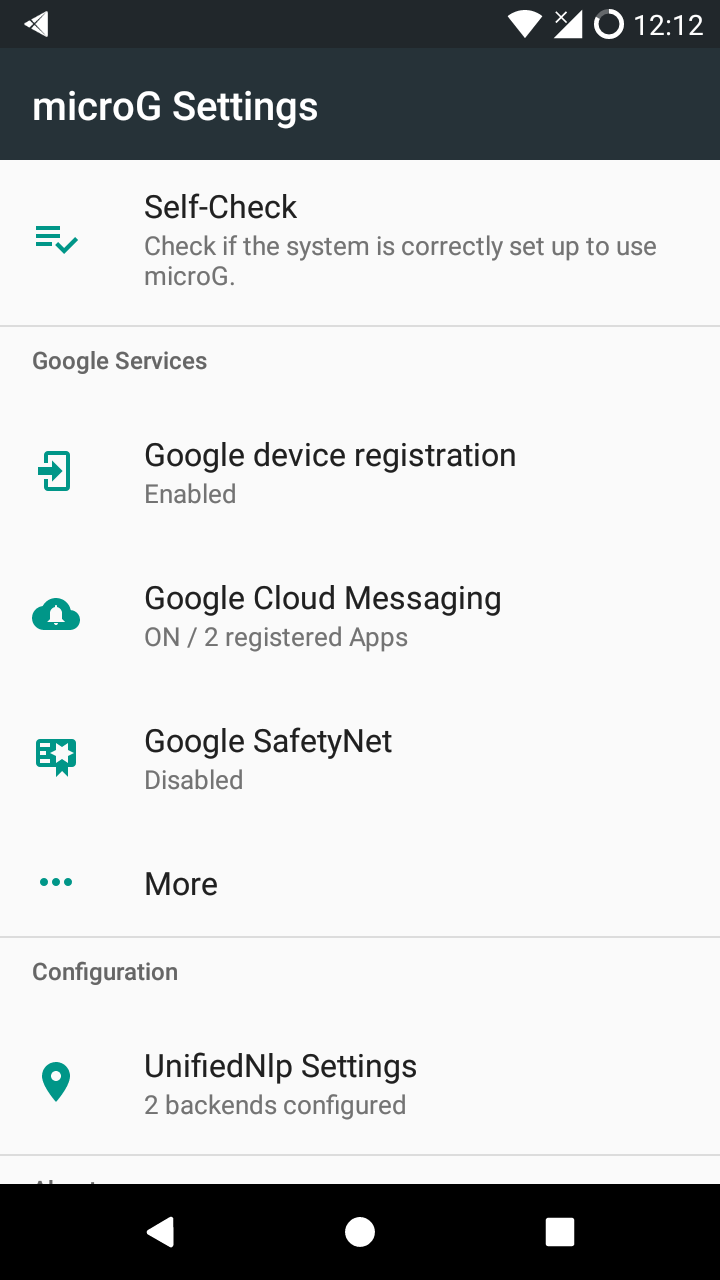 12:12
microG Settings
Self-Check
Check if the system is correctly set up to use
microG.
Google Services
Google device registration
Enabled
Google Cloud Messaging
ON / 2 registered Apps
Google SafetyNet
Disabled
More
Configuration
UnifiedNlp Settings
2 backends configured